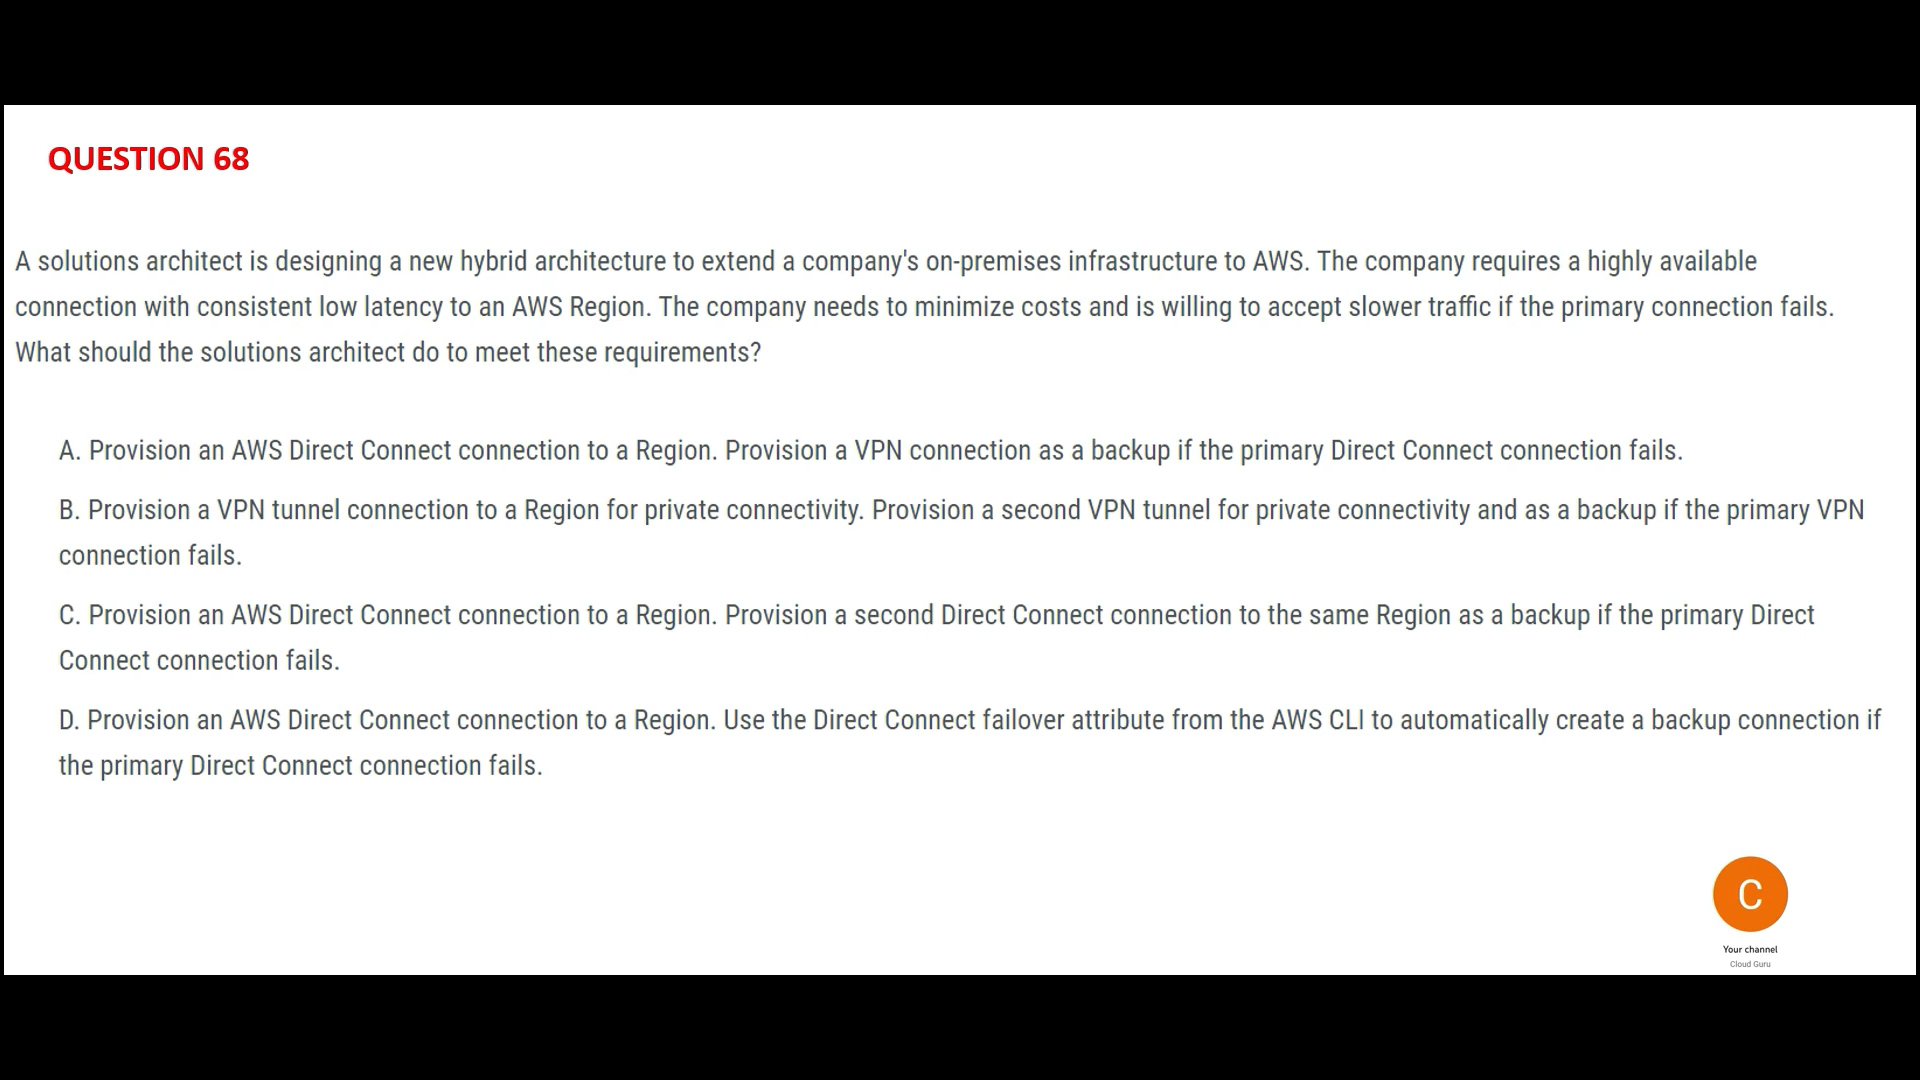 QUESTION 68
A solutions architect is designing a new hybrid architecture to extend a company's on-premises infrastructure to AWS. The company requires a highly available
connection with consistent low latency to an AWS Region. The company needs to minimize costs and is willing to accept slower traffic if the primary connection fails.
What should the solutions architect do to meet these requirements?
A. Provision an AWS Direct Connect connection to a Region. Provision a VPN connection as a backup if the primary Direct Connect connection fails.
B. Provision a VPN tunnel connection to a Region for private connectivity. Provision a second VPN tunnel for private connectivity and as a backup if the primary VPN
connection fails.
C. Provision an AWS Direct Connect connection to a Region. Provision a second Direct Connect connection to the same Region as a backup if the primary Direct
Connect connection fails.
D. Provision an AWS Direct Connect connection to a Region. Use the Direct Connect failover attribute from the AWS CLI to automatically create a backup connection if
the primary Direct Connect connection fails.
C
Your channel
Cloud Guru